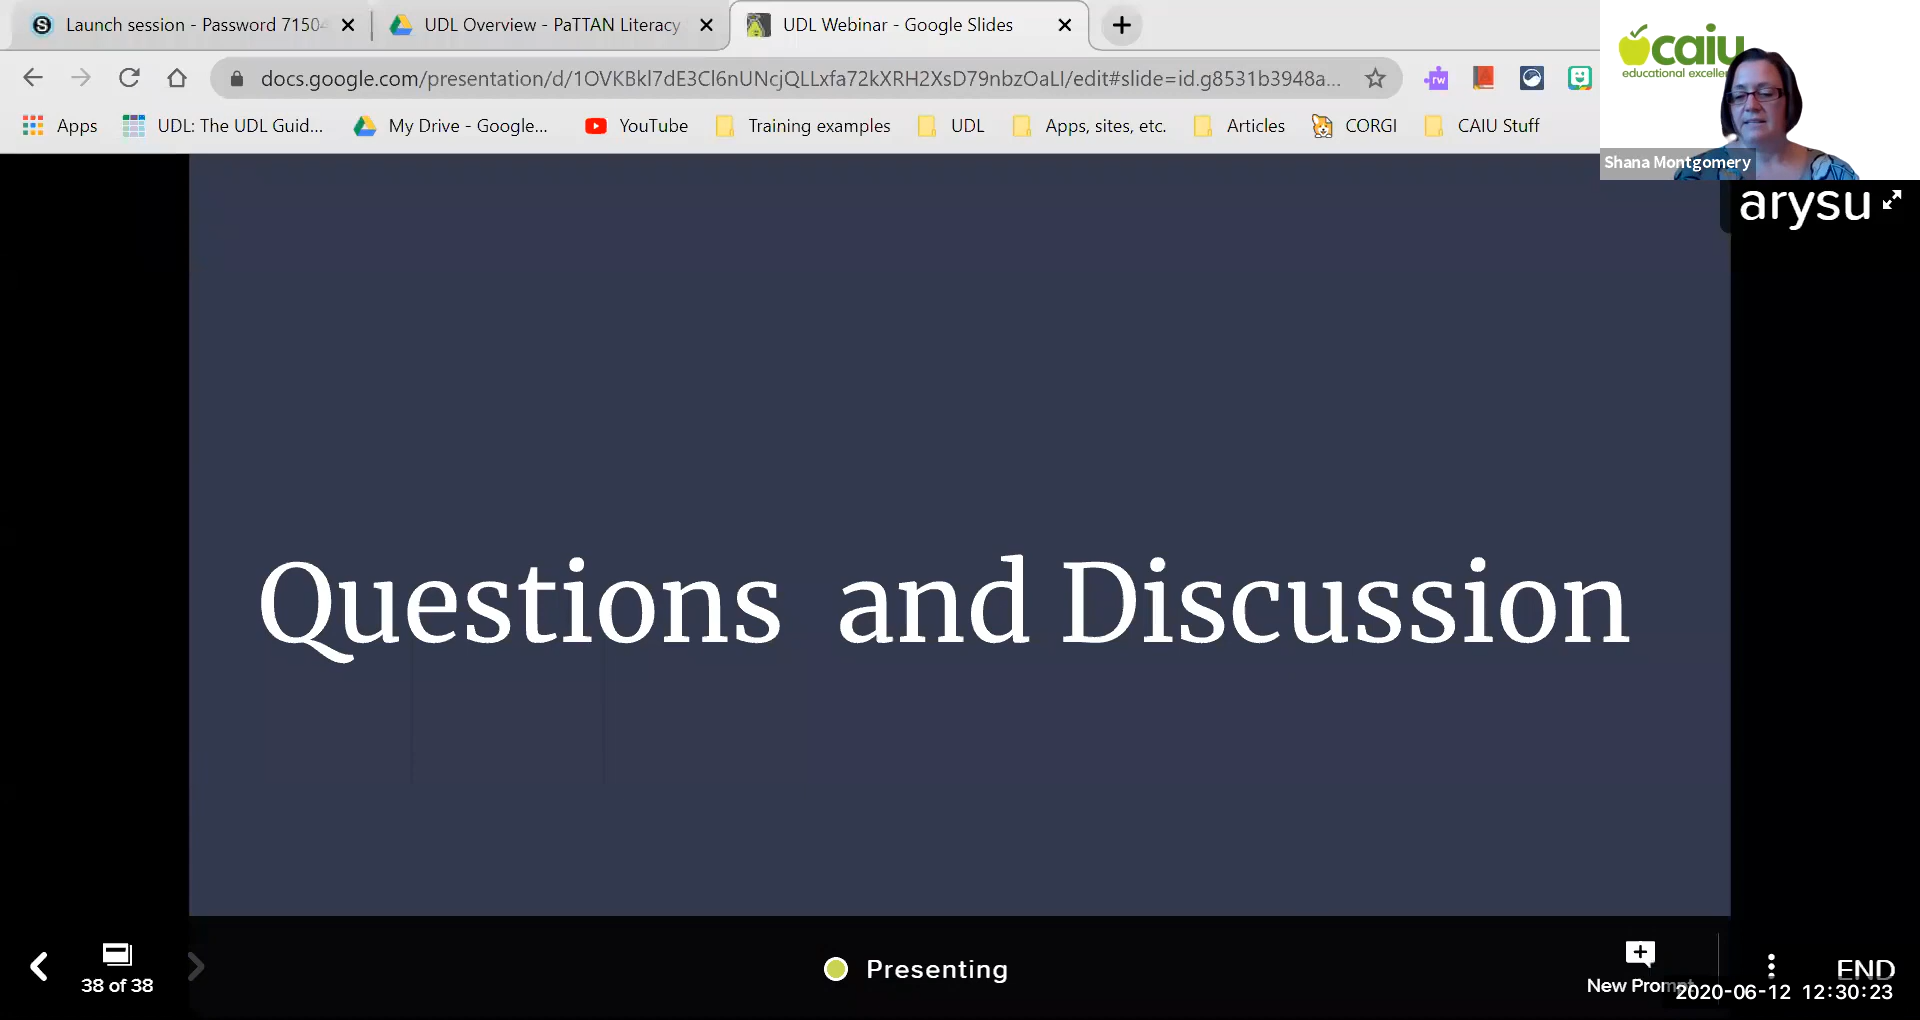 Launch session - Password 71504
UDL Overview - PaTTAN Literacy
UDL Webinar - Google Slides
docs.google.com/presentation/d/1OVKBkl7dE3Cl6nUNcjQLLxfa72kXRH2XsD79nbzOaLI/edit#slide=id.g8531b3948a...
Apps
UDL: The UDL Guid...
My Drive - Google...
YouTube
Training examples
UDL
Apps, sites, etc.
Articles
CORGI
CAIU Stuff
caiu
educational excelle
Shana Montgomery
arysu
Questions and Discussion
38 of 38
Presenting
New Prompt
END
2020-06-12 12:30:23